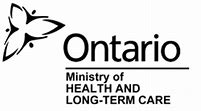 Ontario
Ministry of
HEALTH AND
LONG-TERM CARE